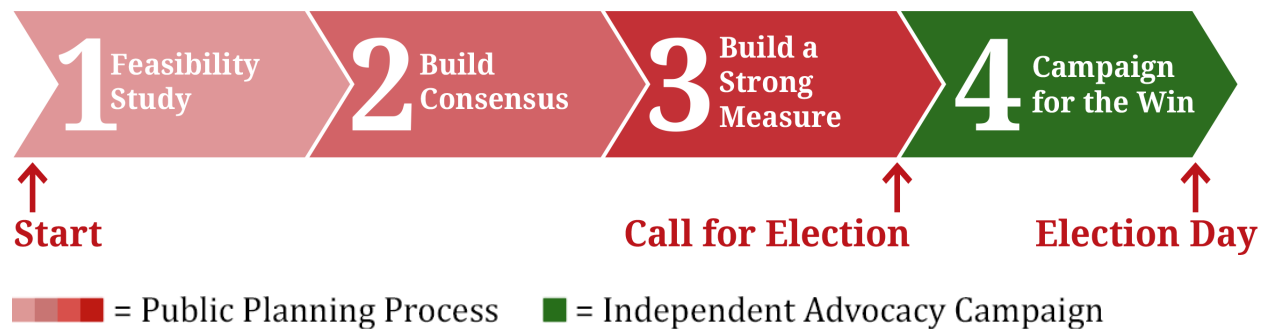 1 Feasibility
Study
2 Build
Consensus
3 Build a
Strong
Measure
4 Campaign
for the Win
Start
Call for Election
Election Day
= Public Planning Process
= Independent Advocacy Campaign